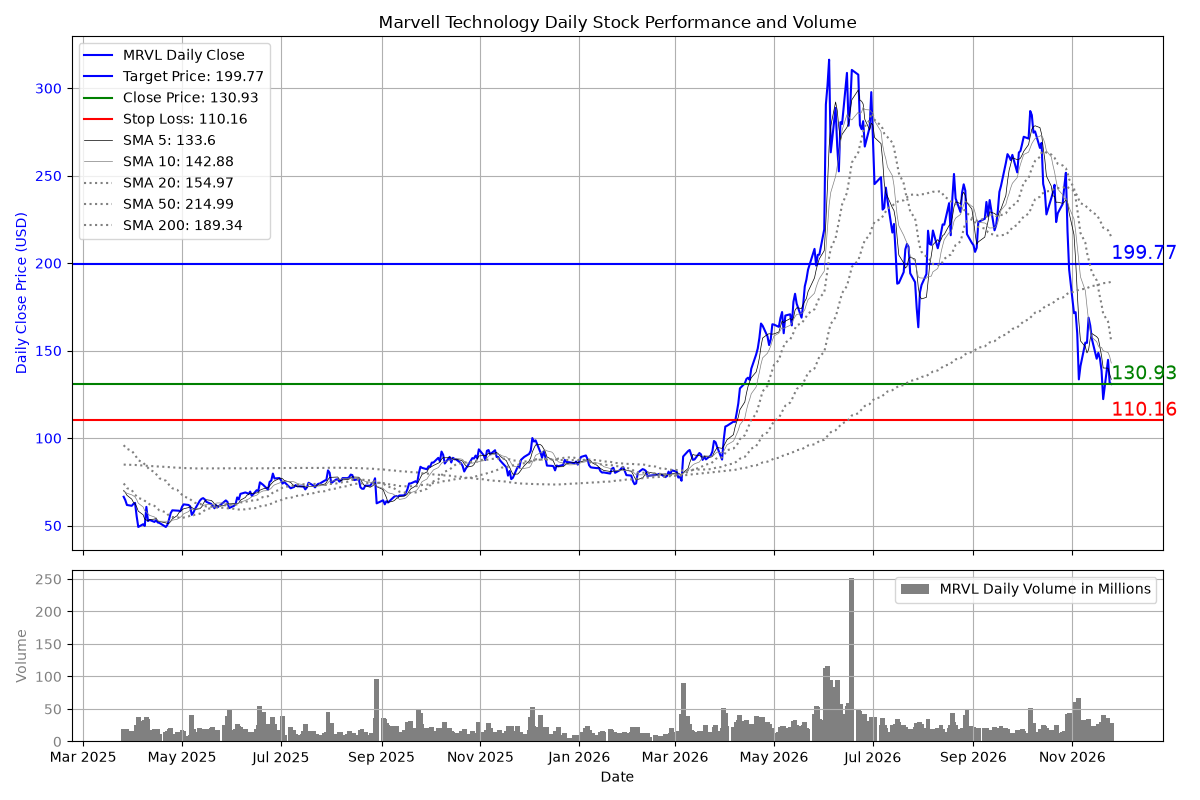 Marvell Technology Daily Stock Performance and Volume
MRVL Daily Close
Target Price: 199.77
Close Price: 130.93
Stop Loss: 110.16
SMA 5: 133.6
SMA 10: 142.88
SMA 20: 154.97
SMA 50: 214.99
SMA 200: 189.34
Daily Close Price (USD)
300
250
200
150
100
50
199.77
130.93
110.16
MRVL Daily Volume in Millions
Volume
250
200
150
100
50
0
Mar 2025 May 2025 Jul 2025 Sep 2025 Nov 2025 Jan 2026 Mar 2026 May 2026 Jul 2026 Sep 2026 Nov 2026
Date